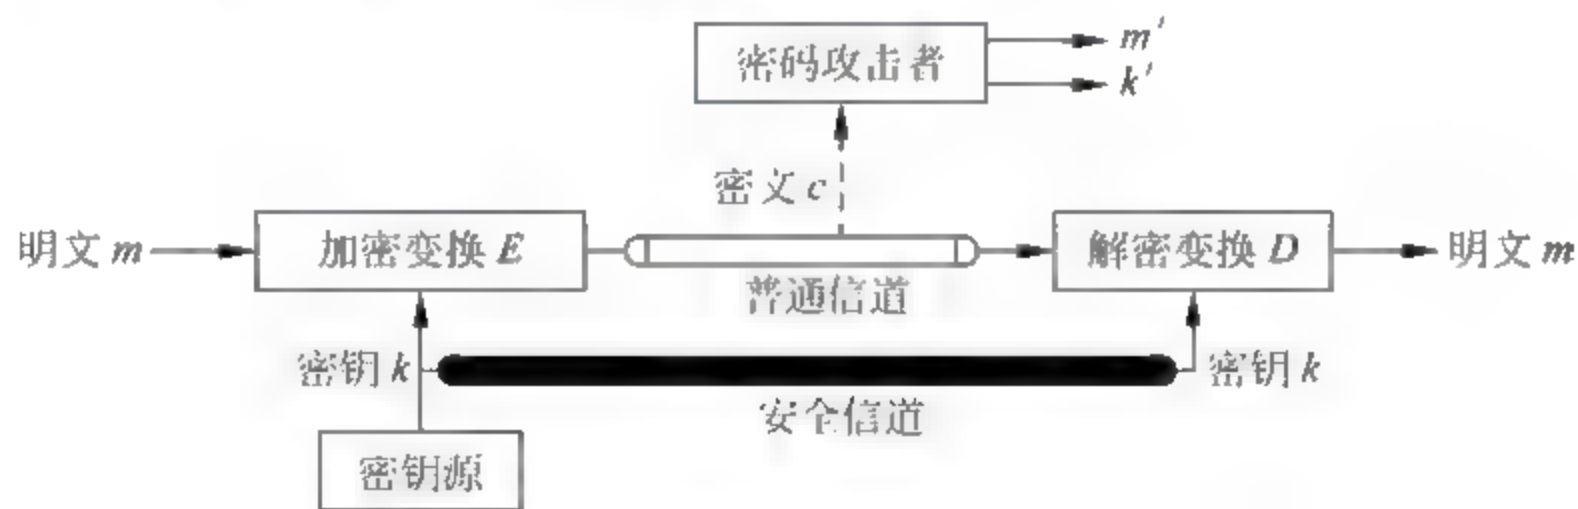 密码攻击者
m′
k′
密文 c
明文 m
加密变换 E
普通信道
解密变换 D
明文 m
密钥 k
安全信道
密钥 k
密钥源